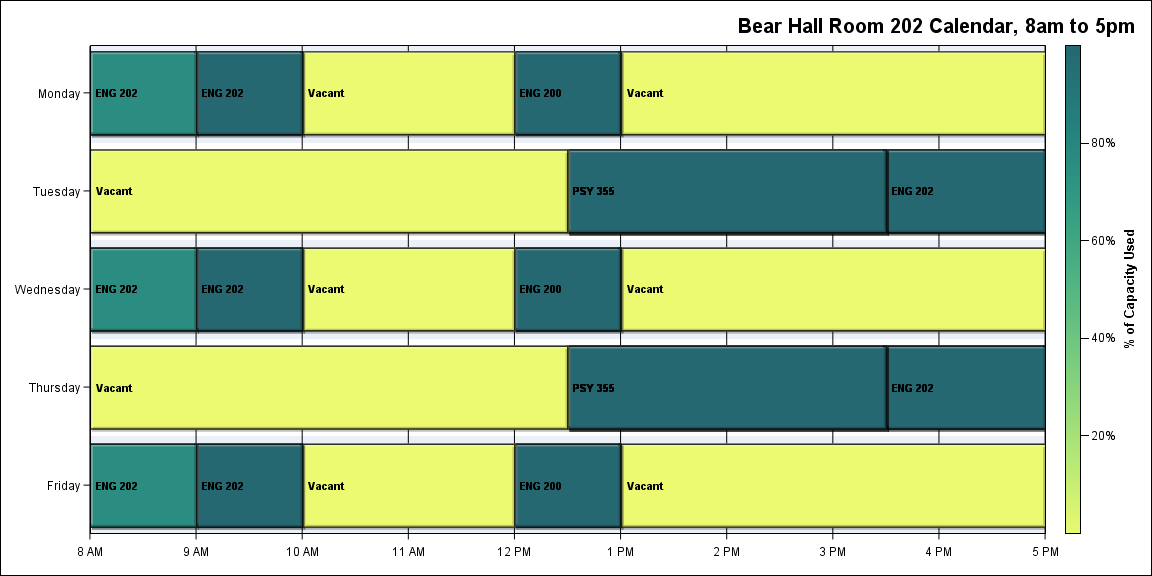 Bear Hall Room 202 Calendar, 8am to 5pm
Monday
ENG 202
ENG 202
Vacant
ENG 200
Vacant
Tuesday
Vacant
PSY 355
ENG 202
Wednesday
ENG 202
ENG 202
Vacant
ENG 200
Vacant
Thursday
Vacant
PSY 355
ENG 202
Friday
ENG 202
ENG 202
Vacant
ENG 200
Vacant
8 AM
9 AM
10 AM
11 AM
12 PM
1 PM
2 PM
3 PM
4 PM
5 PM
80%
60%
40%
20%
% of Capacity Used